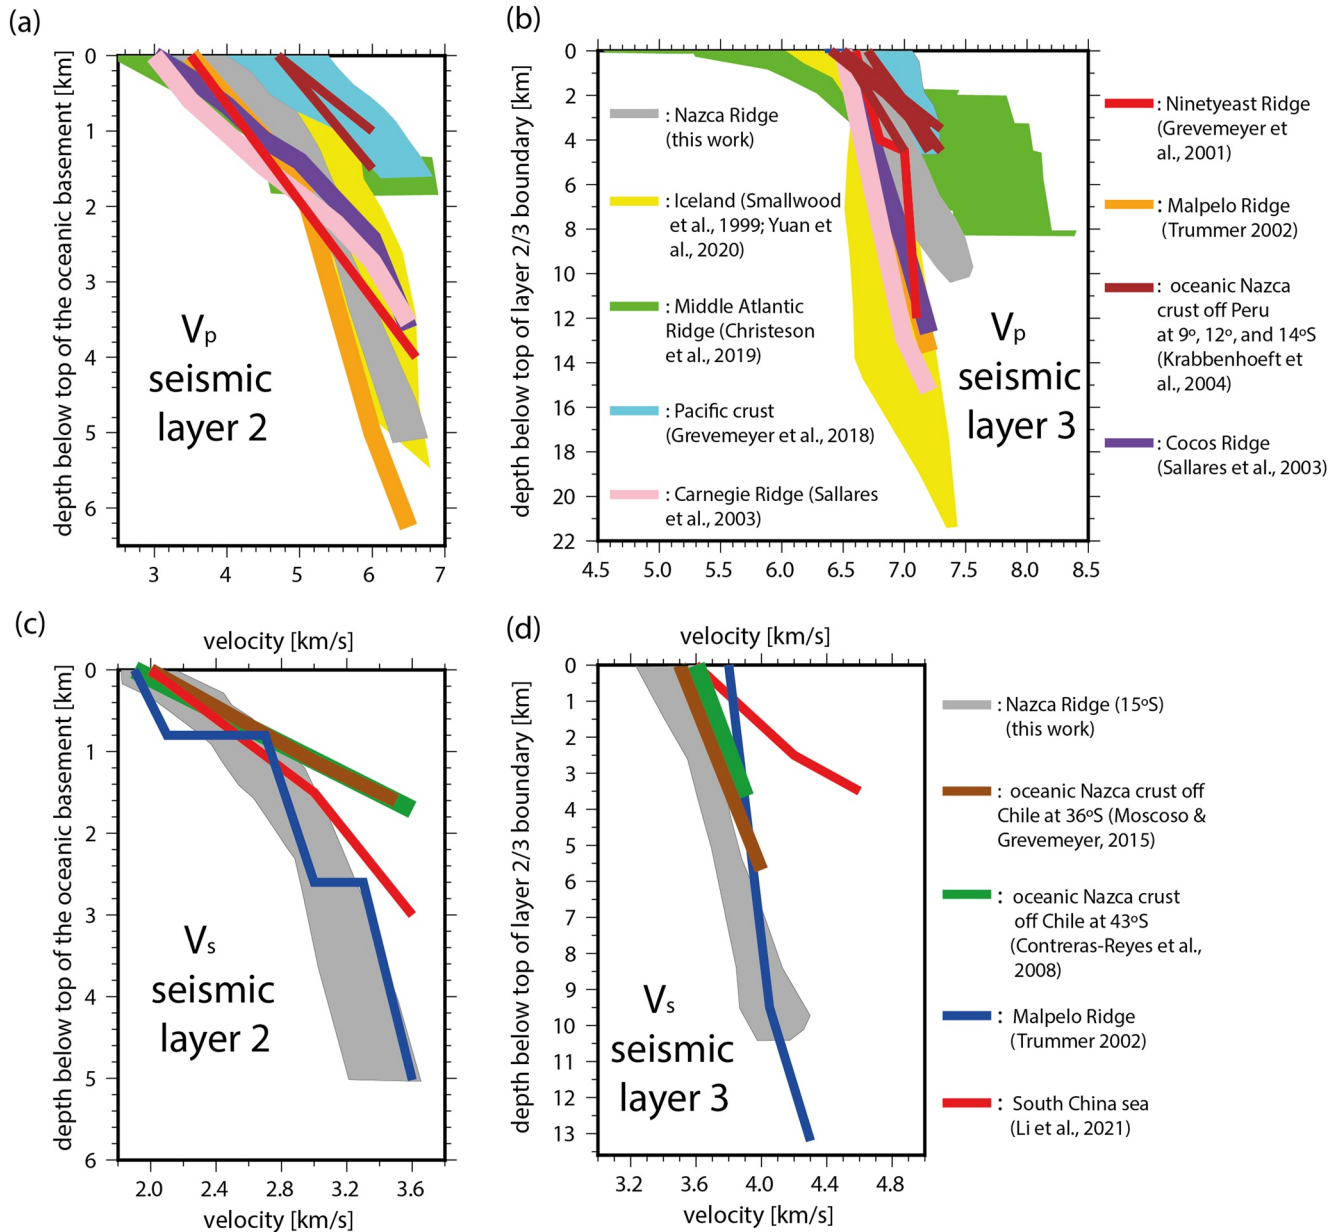 (a)
0
1
2
3
4
5
6
depth below top of the oceanic basement [km]
Vp
seismic
layer 2
3 4 5 6 7
velocity [km/s]
(b)
0
2
4
6
8
10
12
14
16
18
20
22
depth below top of layer 2/3 boundary [km]
: Nazca Ridge
(this work)
: Iceland (Smallwood
et al., 1999; Yuan et
al., 2020)
: Middle Atlantic
Ridge (Christeson
et al., 2019)
: Pacific crust
(Grevemeyer et al., 2018)
: Carnegie Ridge (Sallares
et al., 2003)
Vp
seismic
layer 3
4.5 5.0 5.5 6.0 6.5 7.0 7.5 8.0 8.5
velocity [km/s]
: Ninetyeast Ridge
(Grevemeyer et
al., 2001)
: Malpelo Ridge
(Trummer 2002)
: oceanic Nazca
crust off Peru
at 9º, 12º, and 14ºS
(Krabbenhoeft et
al., 2004)
: Cocos Ridge
(Sallares et al., 2003)
(c)
0
1
2
3
4
5
6
depth below top of the oceanic basement [km]
Vs
seismic
layer 2
2.0 2.4 2.8 3.2 3.6
velocity [km/s]
(d)
0
1
2
3
4
5
6
7
8
9
10
11
12
13
depth below top of layer 2/3 boundary [km]
Vs
seismic
layer 3
3.2 3.6 4.0 4.4 4.8
velocity [km/s]
: Nazca Ridge (15ºS)
(this work)
: oceanic Nazca crust off
Chile at 36ºS (Moscoso &
Grevemeyer, 2015)
: oceanic Nazca crust
off Chile at 43ºS
(Contreras-Reyes et al.,
2008)
: Malpelo Ridge
(Trummer 2002)
: South China sea
(Li et al., 2021)